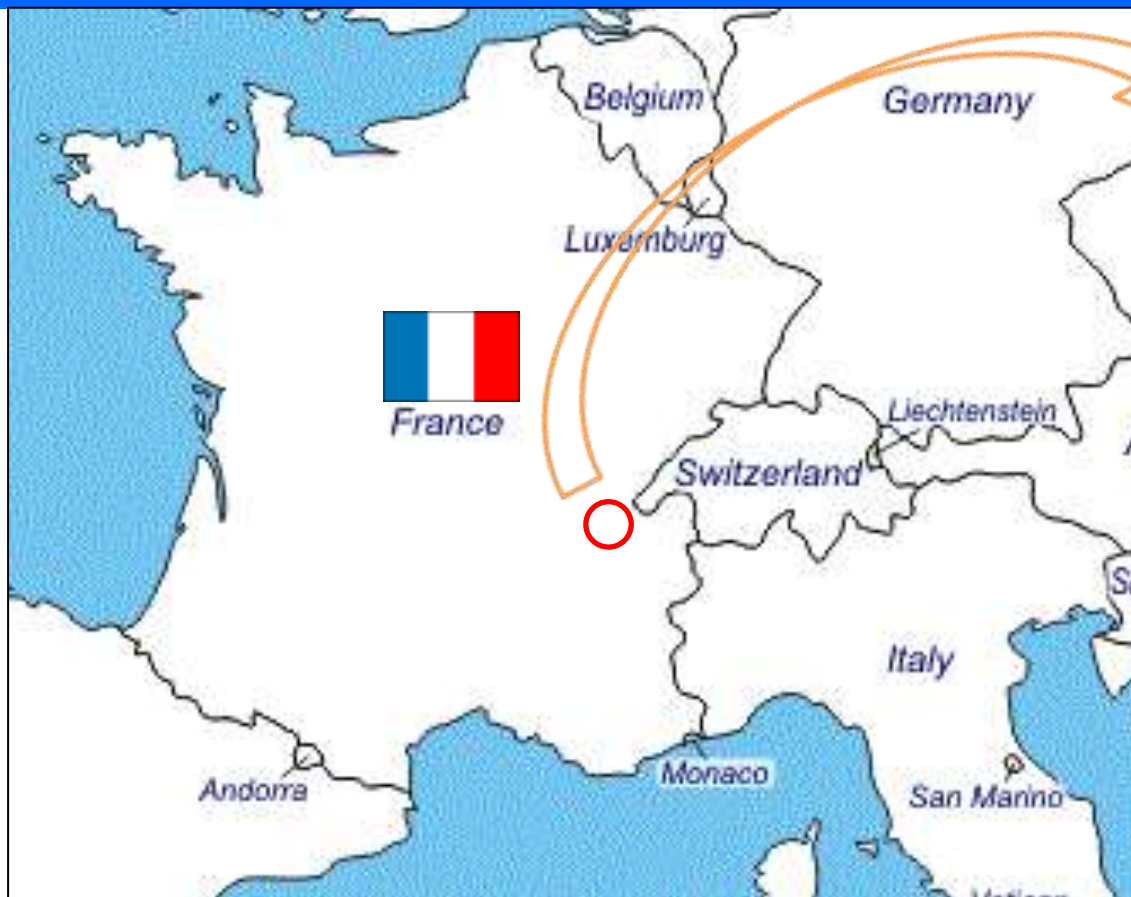 Belgium
Germany
Luxemburg
France
Liechtenstein
Switzerland
Italy
Monaco
Andorra
San Marino